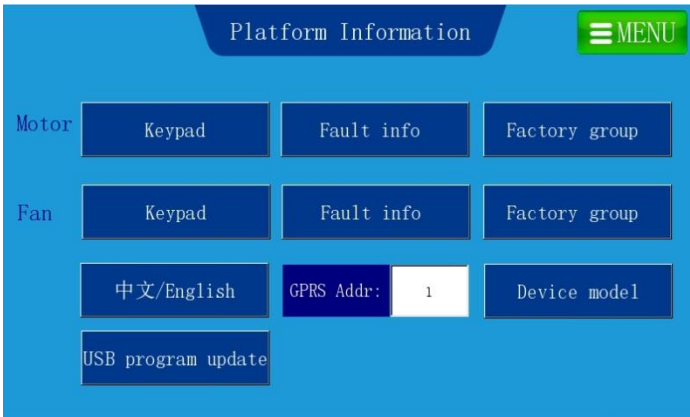 Platform Information
MENU
Motor Keypad Fault info Factory group
Fan Keypad Fault info Factory group
中文/English GPRS Addr: 1 Device model
USB program update